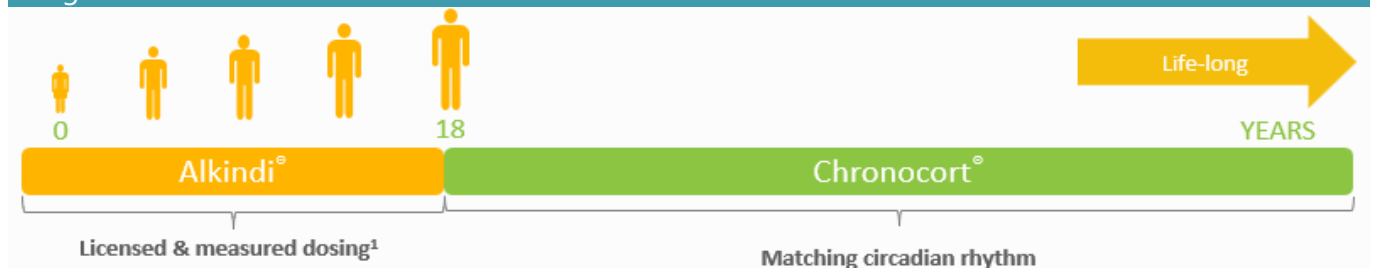 Life-long
0
18
YEARS
Alkindi®
Chronocort®
Licensed & measured dosing¹
Matching circadian rhythm